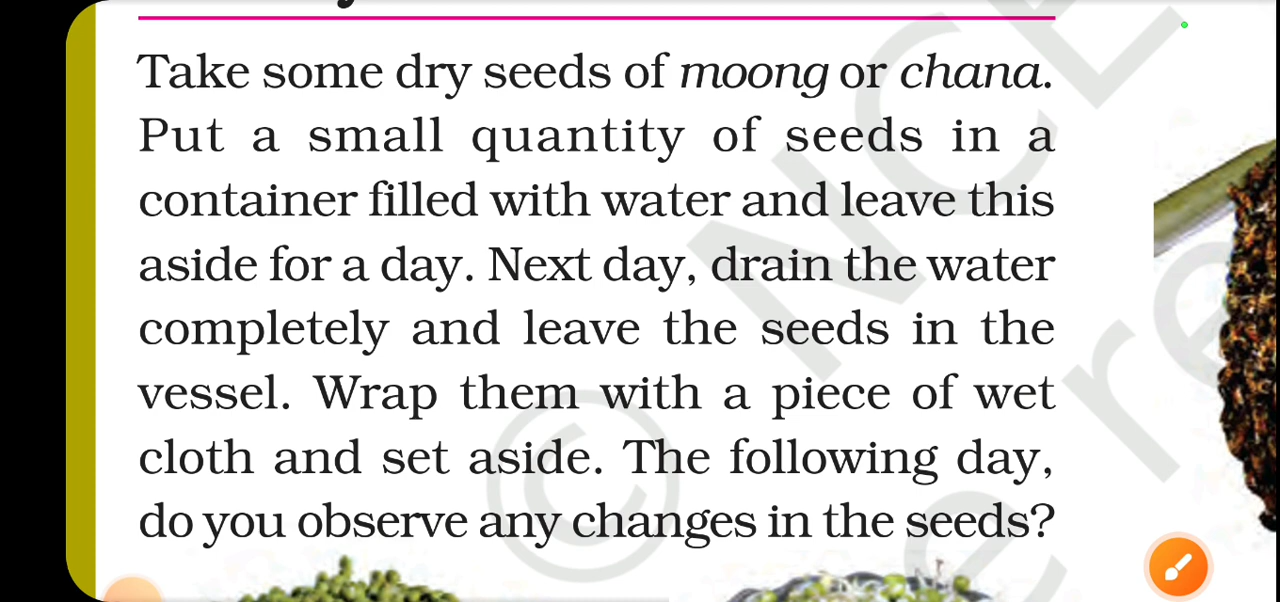 Take some dry seeds of moong or chana.
Put a small quantity of seeds in a
container filled with water and leave this
aside for a day. Next day, drain the water
completely and leave the seeds in the
vessel. Wrap them with a piece of wet
cloth and set aside. The following day,
do you observe any changes in the seeds?